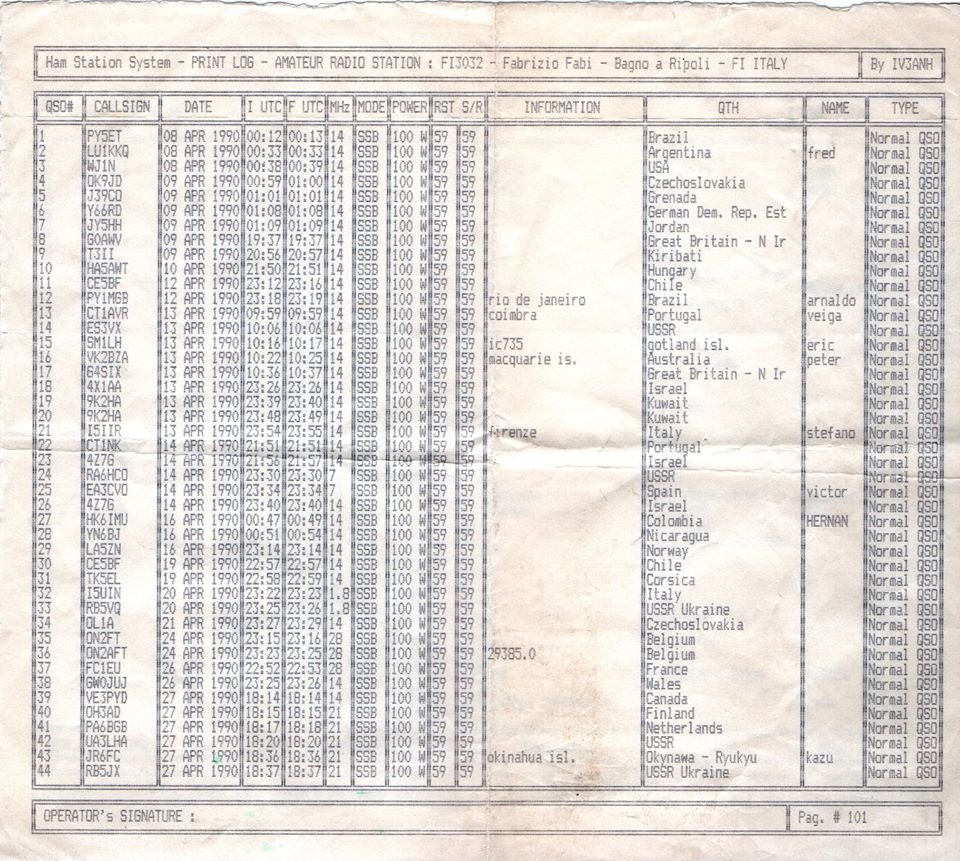 Ham Station System - PRINT LOG - AMATEUR RADIO STATION : FI3032 - Fabrizio Fabi - Bagno a Ripoli - FI ITALY By IV3ANH
QSO# CALLSIGN DATE I UTC F UTC MHz MODE POWER RST S/R INFORMATION QTH NAME TYPE
1 PY5ET 08 APR 1990 00:12 00:13 14 SSB 100 W 59 59 Brazil Normal QSO
2 LU1KKQ 08 APR 1990 00:33 00:33 14 SSB 100 W 59 59 Argentina fred Normal QSO
3 WJ1N 08 APR 1990 00:38 00:39 14 SSB 100 W 59 59 USA Normal QSO
4 OK9JD 09 APR 1990 00:59 01:00 14 SSB 100 W 59 59 Czechoslovakia Normal QSO
5 J39CQ 09 APR 1990 01:01 01:01 14 SSB 100 W 59 59 Grenada Normal QSO
6 Y66RD 09 APR 1990 01:08 01:08 14 SSB 100 W 59 59 German Dem. Rep. Est Normal QSO
7 JY5HH 09 APR 1990 01:09 01:09 14 SSB 100 W 59 59 Jordan Normal QSO
8 GOAWV 09 APR 1990 19:37 19:37 14 SSB 100 W 59 59 Great Britain - N Ir Normal QSO
9 T3II 09 APR 1990 20:56 20:57 14 SSB 100 W 59 59 Kiribati Normal QSO
10 HA5AWT 10 APR 1990 21:50 21:51 14 SSB 100 W 59 59 Hungary Normal QSO
11 CE5BF 12 APR 1990 23:12 23:16 14 SSB 100 W 59 59 Chile Normal QSO
12 PY1MGB 12 APR 1990 23:18 23:19 14 SSB 100 W 59 59 rio de janeiro Brazil arnaldo Normal QSO
13 CT1AVR 13 APR 1990 09:59 09:59 14 SSB 100 W 59 59 coimbra Portugal veiga Normal QSO
14 ES3VX 13 APR 1990 10:06 10:06 14 SSB 100 W 59 59 USSR Normal QSO
15 SM1LH 13 APR 1990 10:16 10:17 14 SSB 100 W 59 59 ic735 gotland isl. eric Normal QSO
16 VK2BZA 13 APR 1990 10:22 10:25 14 SSB 100 W 59 59 macquarie is. Australia peter Normal QSO
17 G4SIX 13 APR 1990 10:36 10:37 14 SSB 100 W 59 59 Great Britain - N Ir Normal QSO
18 4X1AA 13 APR 1990 23:26 23:26 14 SSB 100 W 59 59 Israel Normal QSO
19 9K2HA 13 APR 1990 23:39 23:40 14 SSB 100 W 59 59 Kuwait Normal QSO
20 9K2HA 13 APR 1990 23:48 23:49 14 SSB 100 W 59 59 Kuwait Normal QSO
21 I5IIR 13 APR 1990 23:54 23:55 14 SSB 100 W 59 59 firenze Italy stefano Normal QSO
22 CT1NK 14 APR 1990 21:51 21:51 14 SSB 100 W 59 59 Portugal Normal QSO
23 4Z7G 14 APR 1990 21:56 21:57 14 SSB 100 W 59 59 Israel Normal QSO
24 RA6HCO 14 APR 1990 23:30 23:30 7 SSB 100 W 59 59 USSR Normal QSO
25 EA3CVO 14 APR 1990 23:34 23:34 7 SSB 100 W 59 59 Spain victor Normal QSO
26 4Z7G 14 APR 1990 23:40 23:40 14 SSB 100 W 59 59 Israel Normal QSO
27 HK6IMU 16 APR 1990 00:47 00:49 14 SSB 100 W 59 59 Colombia HERNAN Normal QSO
28 YN6BJ 16 APR 1990 00:51 00:54 14 SSB 100 W 59 59 Nicaragua Normal QSO
29 LA5ZN 16 APR 1990 23:14 23:14 14 SSB 100 W 59 59 Norway Normal QSO
30 CE5BF 19 APR 1990 22:57 22:57 14 SSB 100 W 59 59 Chile Normal QSO
31 TK5EL 19 APR 1990 22:58 22:59 14 SSB 100 W 59 59 Corsica Normal QSO
32 I5UIN 20 APR 1990 23:22 23:23 1.8 SSB 100 W 59 59 Italy Normal QSO
33 RB5VQ 20 APR 1990 23:25 23:26 1.8 SSB 100 W 59 59 USSR Ukraine Normal QSO
34 OL1A 21 APR 1990 23:27 23:29 14 SSB 100 W 59 59 Czechoslovakia Normal QSO
35 ON2FT 24 APR 1990 23:15 23:16 28 SSB 100 W 59 59 Belgium Normal QSO
36 ON2AFT 24 APR 1990 23:23 23:25 28 SSB 100 W 59 59 29385.0 Belgium Normal QSO
37 FC1EU 26 APR 1990 22:52 22:53 28 SSB 100 W 59 59 France Normal QSO
38 GW0JUJ 26 APR 1990 23:25 23:26 14 SSB 100 W 59 59 Wales Normal QSO
39 VE3PYD 27 APR 1990 18:14 18:14 14 SSB 100 W 59 59 Canada Normal QSO
40 OH3AD 27 APR 1990 18:15 18:15 21 SSB 100 W 59 59 Finland Normal QSO
41 PA6BGB 27 APR 1990 18:17 18:18 21 SSB 100 W 59 59 Netherlands Normal QSO
42 UA3LHA 27 APR 1990 18:20 18:20 21 SSB 100 W 59 59 USSR Normal QSO
43 JR6FC 27 APR 1990 18:36 18:36 21 SSB 100 W 59 59 okinahua isl. Okynawa - Ryukyu kazu Normal QSO
44 RB5JX 27 APR 1990 18:37 18:37 21 SSB 100 W 59 59 USSR Ukraine Normal QSO
OPERATOR's SIGNATURE : Pag. # 101